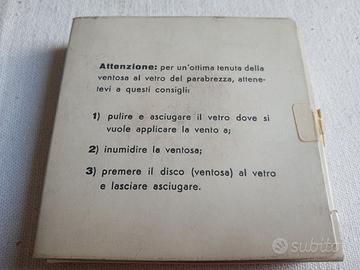 Attenzione: per un'ottima tenuta della
ventosa al vetro del parabrezza, attene-
tevi a questi consigli:
1) pulire e asciugare il vetro dove si
vuole applicare la vento a;
2) inumidire la ventosa;
3) premere il disco (ventosa) al vetro
e lasciare asciugare.
subito